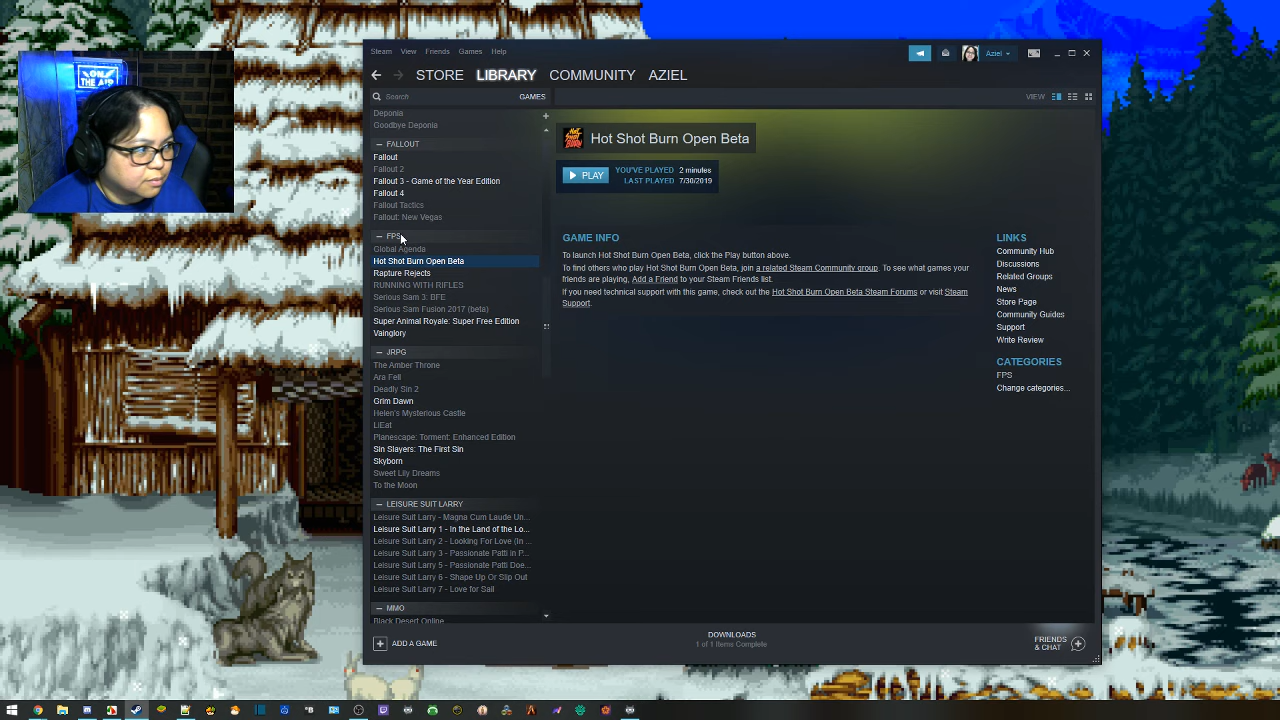 ON
THE AIR
Steam View Friends Games Help
Aziel
STORE LIBRARY COMMUNITY AZIEL
Search GAMES
VIEW
Deponia
Goodbye Deponia
FALLOUT
Fallout
Fallout 2
Fallout 3 - Game of the Year Edition
Fallout 4
Fallout Tactics
Fallout: New Vegas
FPS
Global Agenda
Hot Shot Burn Open Beta
Rapture Rejects
RUNNING WITH RIFLES
Serious Sam 3: BFE
Serious Sam Fusion 2017 (beta)
Super Animal Royale: Super Free Edition
Vainglory
JRPG
The Amber Throne
Ara Fell
Deadly Sin 2
Grim Dawn
Helen's Mysterious Castle
LiEat
Planescape: Torment: Enhanced Edition
Sin Slayers: The First Sin
Skyborn
Sweet Lily Dreams
To the Moon
LEISURE SUIT LARRY
Leisure Suit Larry - Magna Cum Laude Un...
Leisure Suit Larry 1 - In the Land of the Lo...
Leisure Suit Larry 2 - Looking For Love (In ...
Leisure Suit Larry 3 - Passionate Patti in P...
Leisure Suit Larry 5 - Passionate Patti Doe...
Leisure Suit Larry 6 - Shape Up Or Slip Out
Leisure Suit Larry 7 - Love for Sail
MMO
Black Desert Online
ADD A GAME
HOT SHOT BURN
Hot Shot Burn Open Beta
PLAY
YOU'VE PLAYED 2 minutes
LAST PLAYED 7/30/2019
GAME INFO
To launch Hot Shot Burn Open Beta, click the Play button above.
To find others who play Hot Shot Burn Open Beta, join a related Steam Community group. To see what games your
friends are playing, Add a Friend to your Steam Friends list.
If you need technical support with this game, check out the Hot Shot Burn Open Beta Steam Forums or visit Steam
Support.
LINKS
Community Hub
Discussions
Related Groups
News
Store Page
Community Guides
Support
Write Review
CATEGORIES
FPS
Change categories...
DOWNLOADS
1 of 1 Items Complete
FRIENDS
& CHAT